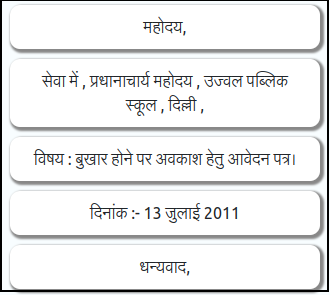 महोदय,
सेवा में , प्रधानाचार्य महोदय , उज्वल पब्लिक
स्कूल , दिल्ली ,
विषय : बुखार होने पर अवकाश हेतु आवेदन पत्र।
दिनांक :- 13 जुलाई 2011
धन्यवाद,